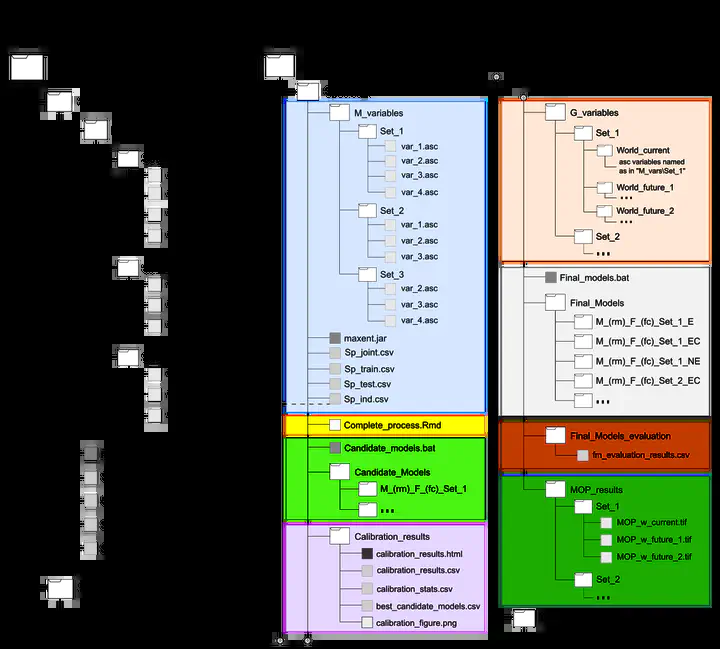 M_variables
Set_1
var_1.asc
var_2.asc
var_3.asc
var_4.asc
Set_2
var_1.asc
var_2.asc
var_3.asc
Set_3
var_2.asc
var_3.asc
var_4.asc
maxent.jar
Sp_joint.csv
Sp_train.csv
Sp_test.csv
Sp_ind.csv
Complete_process.Rmd
Candidate_models.bat
Candidate_Models
M_(rm)_F_(fc)_Set_1
...
Calibration_results
calibration_results.html
calibration_results.csv
calibration_stats.csv
best_candidate_models.csv
calibration_figure.png
G_variables
Set_1
World_current
asc variables named
as in "M_vars\Set_1"
World_future_1
...
World_future_2
...
Set_2
...
Final_models.bat
Final_Models
M_(rm)_F_(fc)_Set_1_E
M_(rm)_F_(fc)_Set_1_EC
M_(rm)_F_(fc)_Set_1_NE
M_(rm)_F_(fc)_Set_2_EC
...
Final_Models_evaluation
fm_evaluation_results.csv
MOP_results
Set_1
MOP_w_current.tif
MOP_w_future_1.tif
MOP_w_future_2.tif
Set_2
...